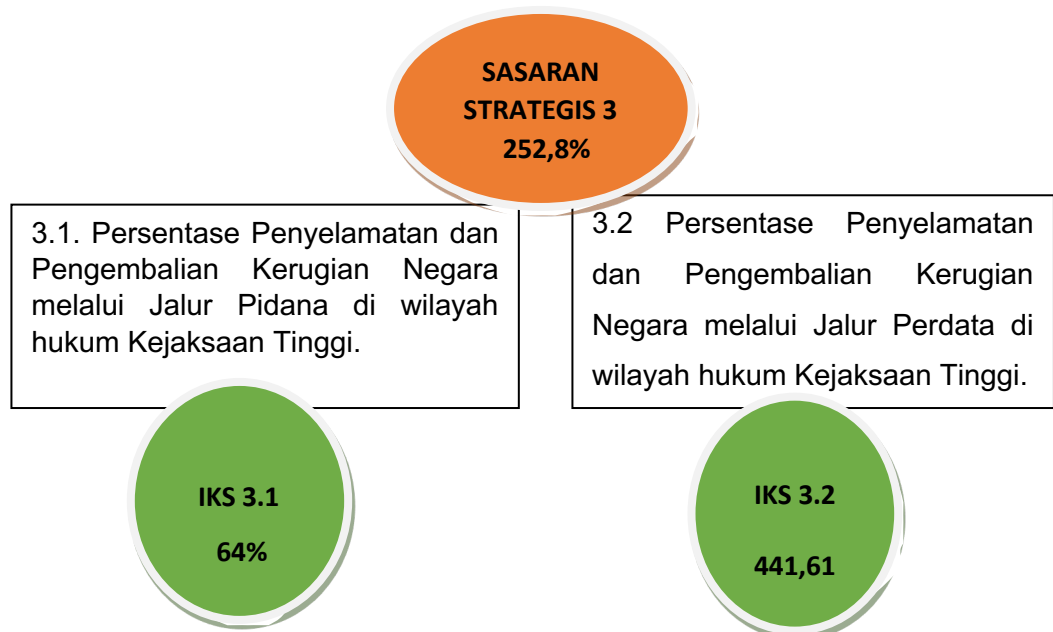 SASARAN
STRATEGIS 3
252,8%
3.1. Persentase Penyelamatan dan
Pengembalian Kerugian Negara
melalui Jalur Pidana di wilayah
hukum Kejaksaan Tinggi.
3.2 Persentase Penyelamatan
dan Pengembalian Kerugian
Negara melalui Jalur Perdata di
wilayah hukum Kejaksaan Tinggi.
IKS 3.1
64%
IKS 3.2
441,61